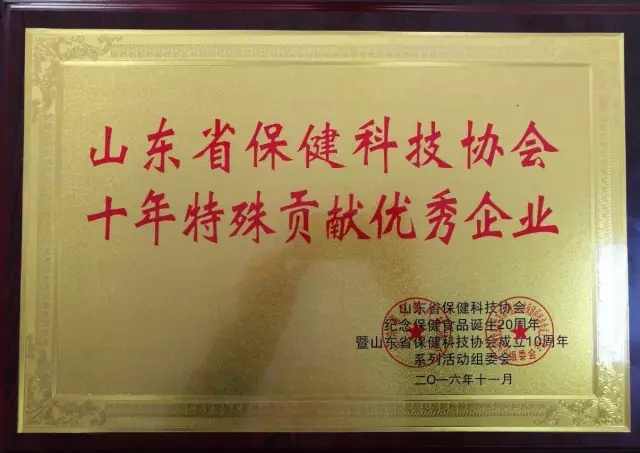 山东省保健科技协会
十年特殊贡献优秀企业
山东省保健科技协会
纪念保健食品诞生20周年
暨山东省保健科技协会成立10周年
系列活动组委会
二〇一六年十一月
组委会